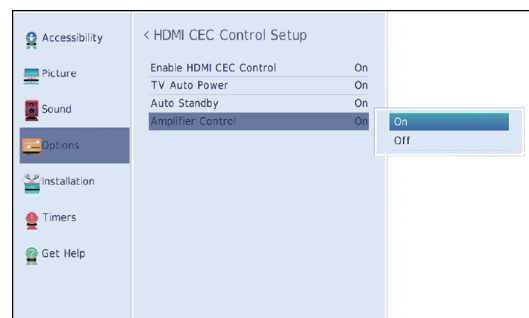 Accessibility
Picture
Sound
Options
Installation
Timers
Get Help
< HDMI CEC Control Setup
Enable HDMI CEC Control On
TV Auto Power On
Auto Standby On
Amplifier Control On
On
Off